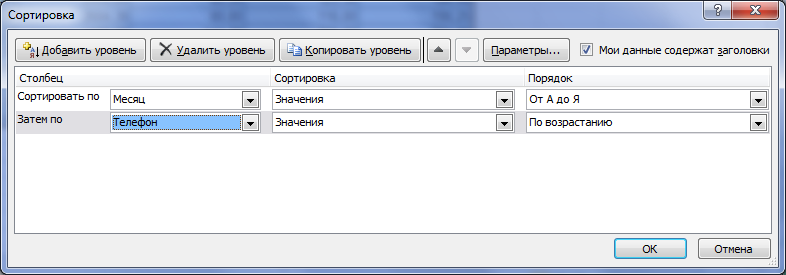 Сортировка
Добавить уровень Удалить уровень Копировать уровень Параметры... Мои данные содержат заголовки
Столбец Сортировка Порядок
Сортировать по Месяц Значения От А до Я
Затем по Телефон Значения По возрастанию
ОК Отмена